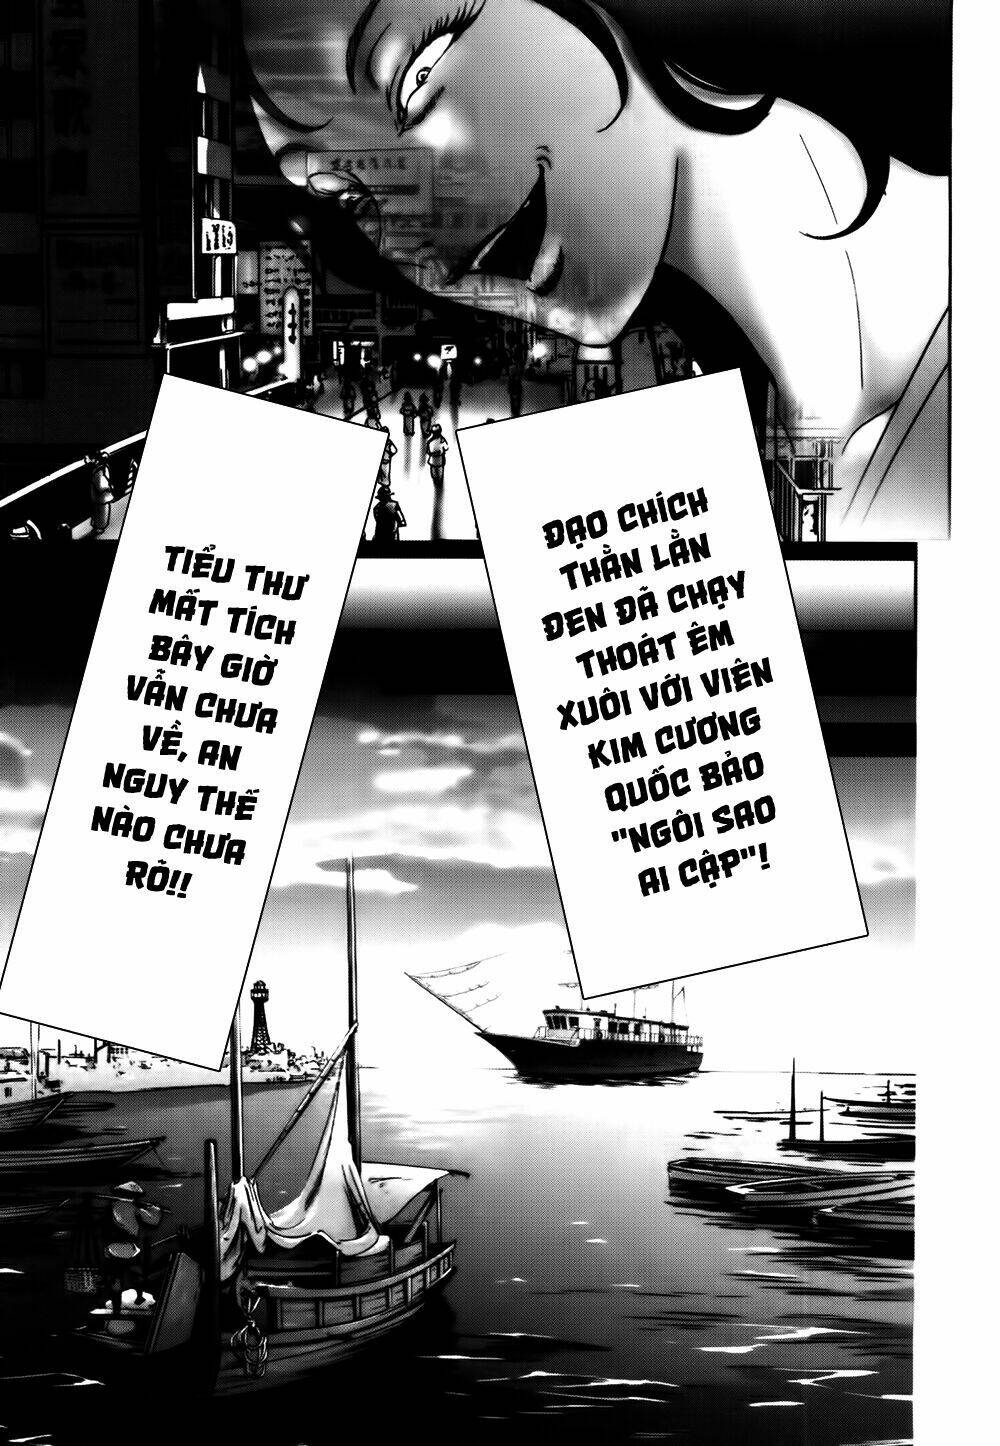 ĐẠO CHÍCH
THẰN LẰN
ĐEN ĐÃ CHẠY
THOÁT ÊM
XUÔI VỚI VIÊN
KIM CƯƠNG
QUỐC BẢO
"NGÔI SAO
AI CẬP"!
TIỂU THƯ
MẤT TÍCH
BÂY GIỜ
VẪN CHƯA
VỀ, AN
NGUY THẾ
NÀO CHƯA
RÕ!!